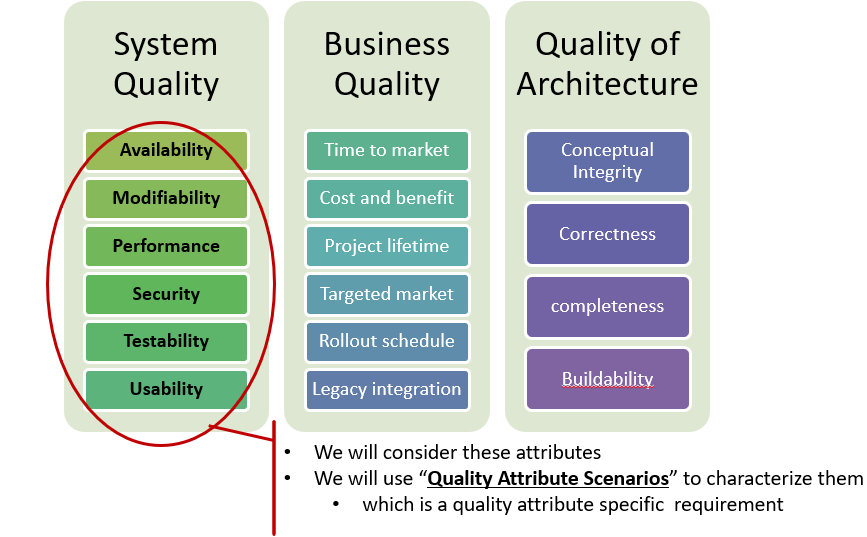 System
Quality
Availability
Modifiability
Performance
Security
Testability
Usability
Business
Quality
Time to market
Cost and benefit
Project lifetime
Targeted market
Rollout schedule
Legacy integration
Quality of
Architecture
Conceptual
Integrity
Correctness
completeness
Buildability
• We will consider these attributes
• We will use “Quality Attribute Scenarios” to characterize them
• which is a quality attribute specific requirement